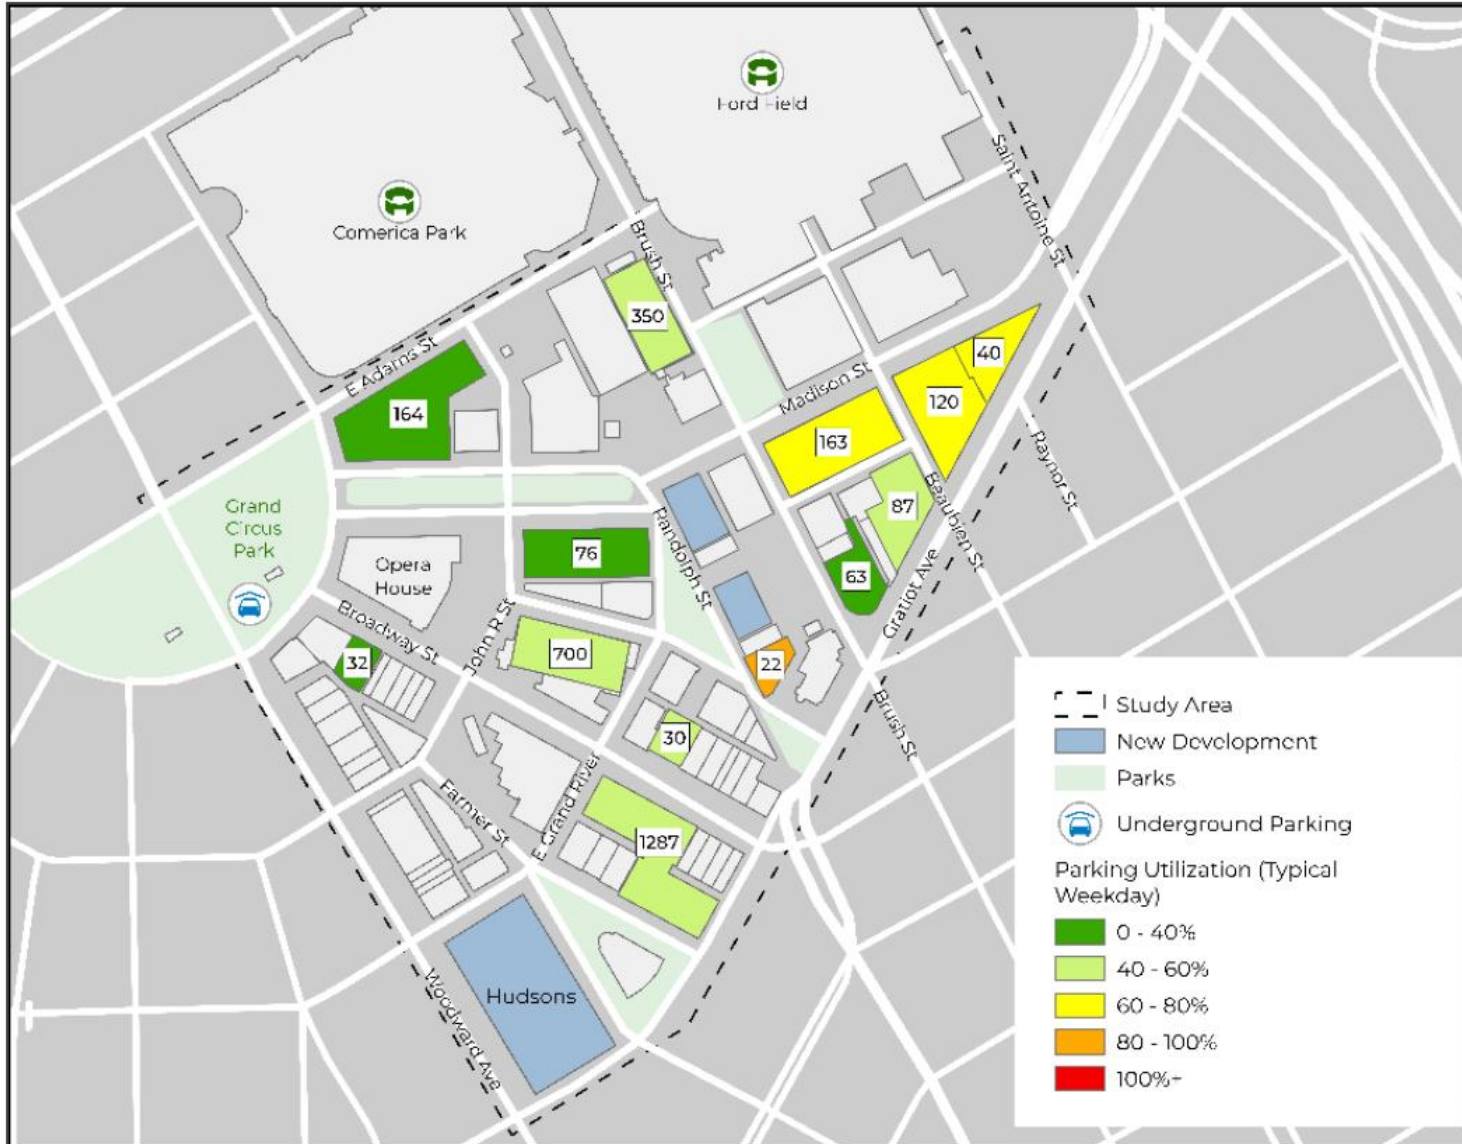 Ford Field
Comerica Park
Saint Antoine St
Brush St
350
E Adams St
164
40
120
Madison St
163
Raynor St
Beaubien St
87
Grand
Circus
Park
Randolph St
76
63
Gratiot Ave
Opera
House
Broadway St
John R St
32
700
22
Brush St
30
Farmer St
E Grand River
1287
Woodward Ave
Hudsons
Study Area
New Development
Parks
Underground Parking
Parking Utilization (Typical
Weekday)
0 - 40%
40 - 60%
60 - 80%
80 - 100%
100%+